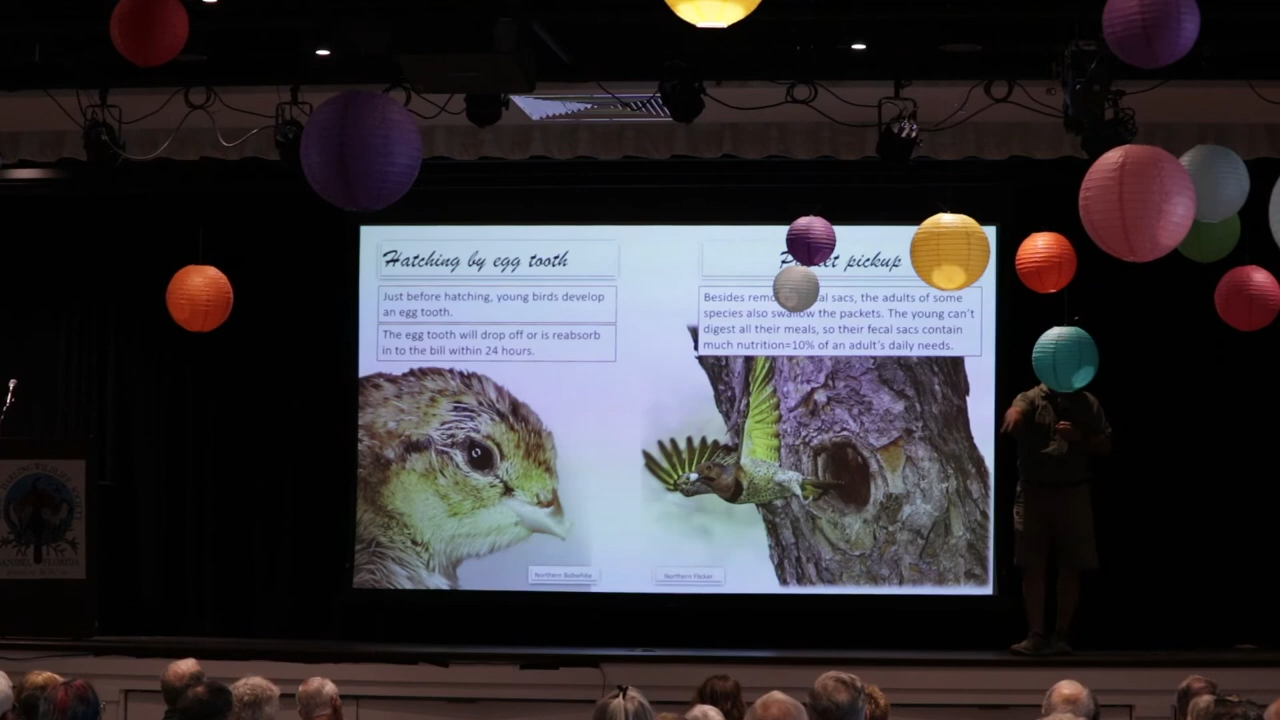 Hatching by egg tooth
Just before hatching, young birds develop
an egg tooth.
The egg tooth will drop off or is reabsorb
in to the bill within 24 hours.
pickup
Besides sacs, the adults of some
species also swallow the packets. The young can't
digest all their meals, so their fecal sacs contain
much nutrition=10% of an adult's daily needs.
Northern Bobwhite
Northern Flicker